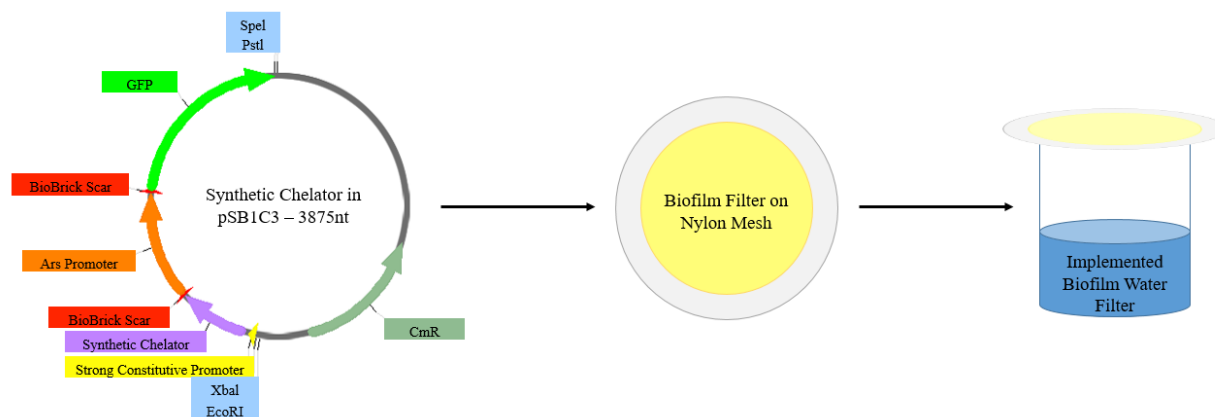 SpeI
PstI
GFP
BioBrick Scar
Synthetic Chelator in
pSB1C3 – 3875nt
Ars Promoter
BioBrick Scar
Synthetic Chelator
Strong Constitutive Promoter
XbaI
EcoRI
CmR
Biofilm Filter on
Nylon Mesh
Implemented
Biofilm Water
Filter